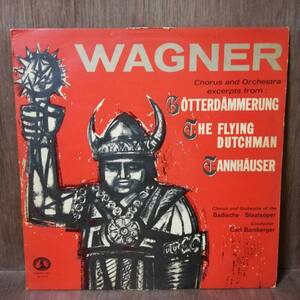 WAGNER
Chorus and Orchestra
excerpts from:
GÖTTERDÄMMERUNG
THE FLYING
DUTCHMAN
TANNHÄUSER
Chorus and Orchestra of the
Badische Staatsoper
Conductor
Carl Bamberger